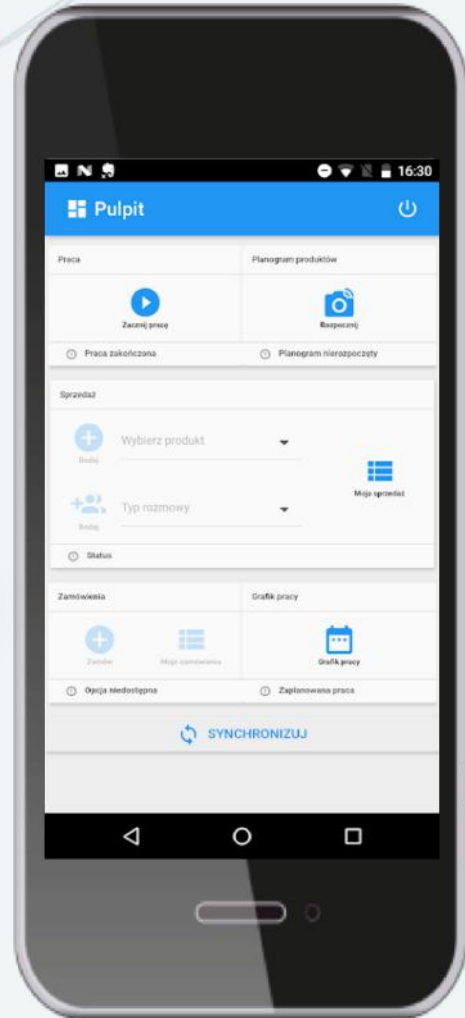 16:30
Pulpit
Praca
Planogram produktów
Zacznij pracę
Rozpocznij
Praca zakończona
Planogram nierozpoczęty
Sprzedaż
Dodaj
Wybierz produkt
Moja sprzedaż
Dodaj
Typ rozmowy
Status
Zamówienia
Grafik pracy
Zamów
Moje zamówienia
Grafik pracy
Opcja niedostępna
Zaplanowana praca
SYNCHRONIZUJ